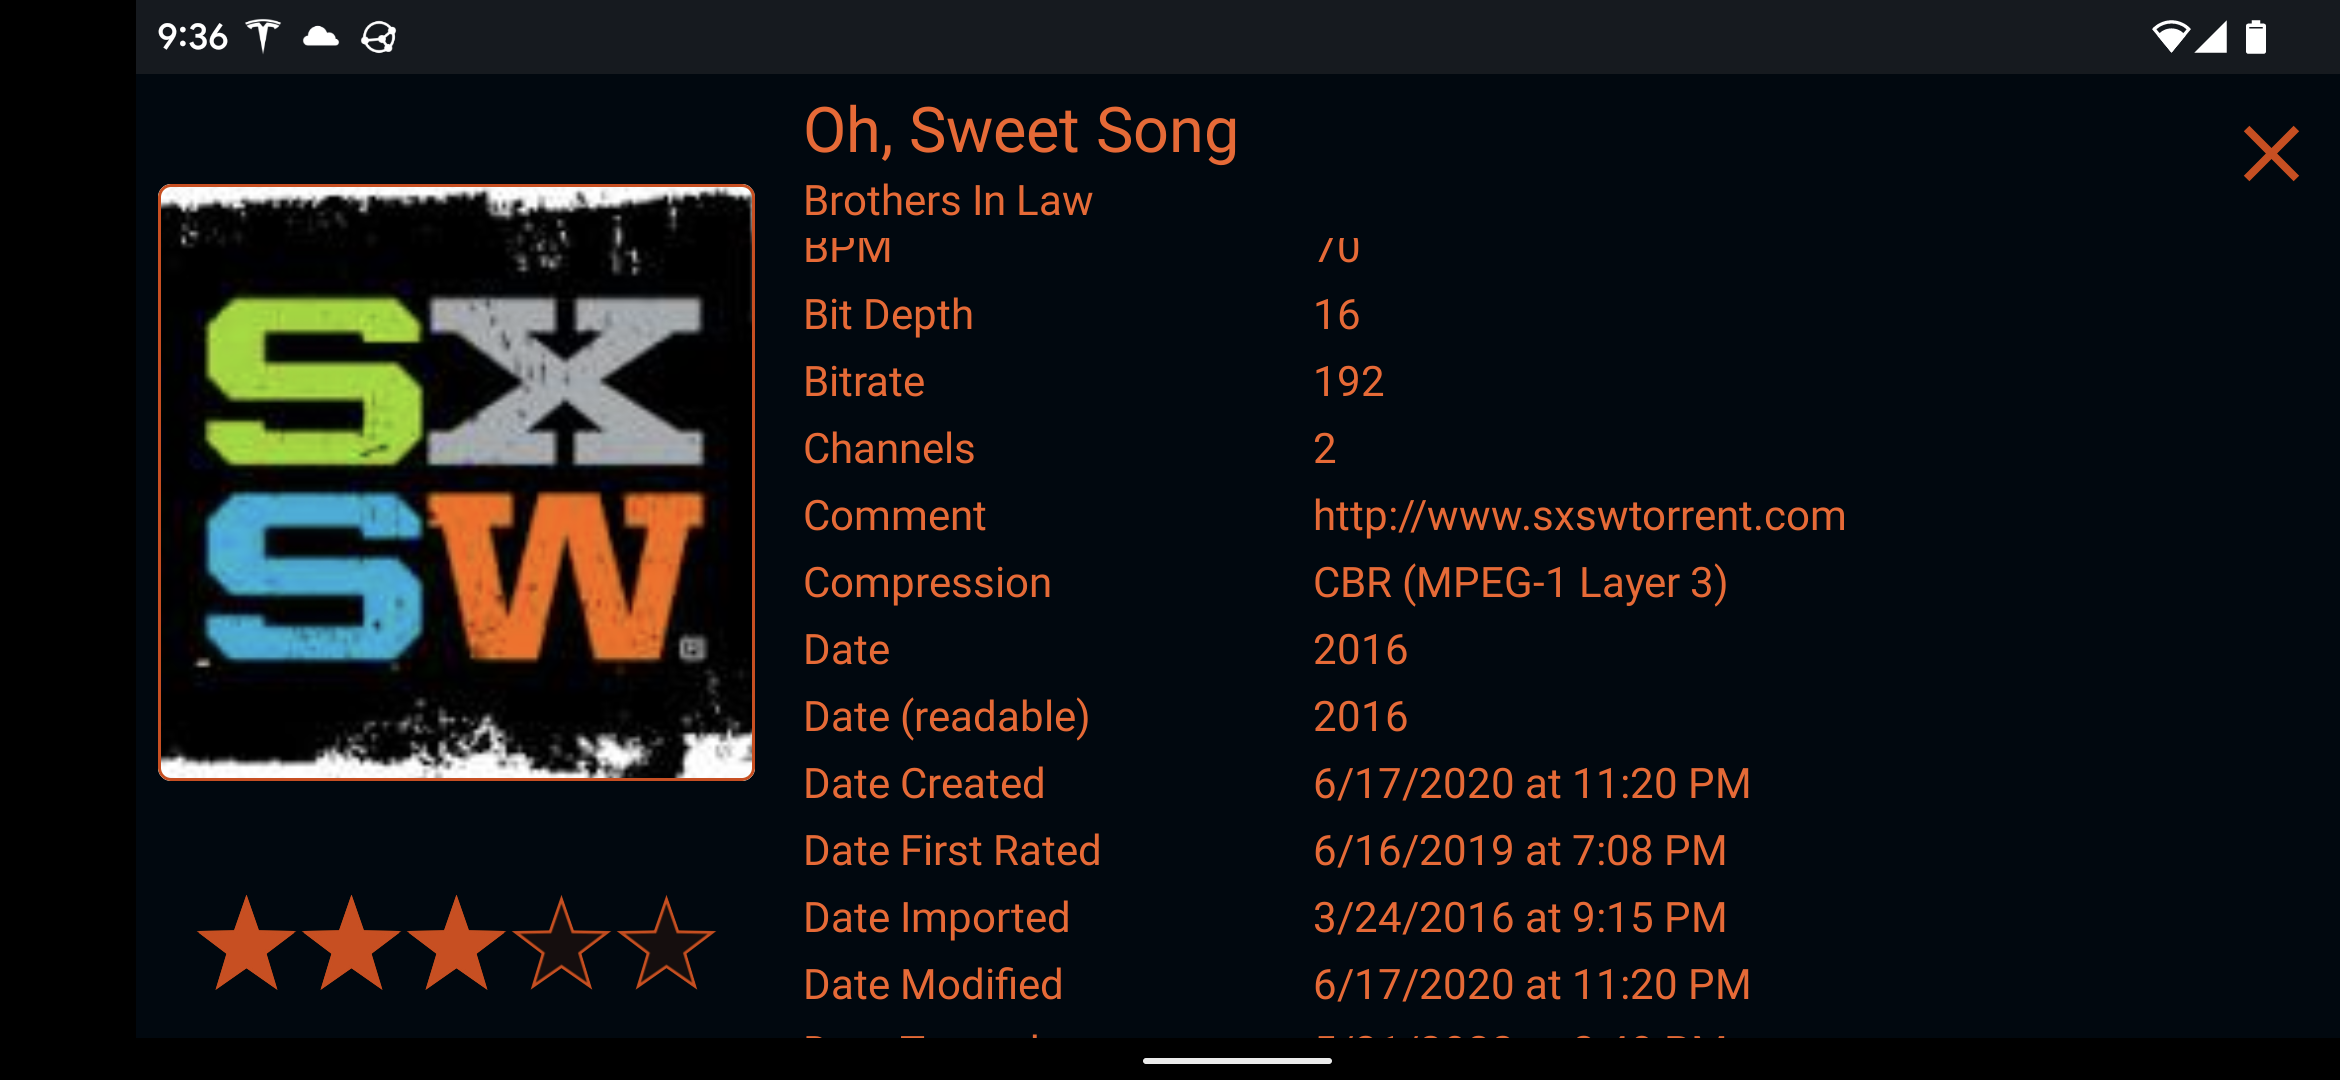 9:36
Oh, Sweet Song
Brothers In Law
SX
SW
BPM 70
Bit Depth 16
Bitrate 192
Channels 2
Comment http://www.sxswtorrent.com
Compression CBR (MPEG-1 Layer 3)
Date 2016
Date (readable) 2016
Date Created 6/17/2020 at 11:20 PM
Date First Rated 6/16/2019 at 7:08 PM
Date Imported 3/24/2016 at 9:15 PM
Date Modified 6/17/2020 at 11:20 PM